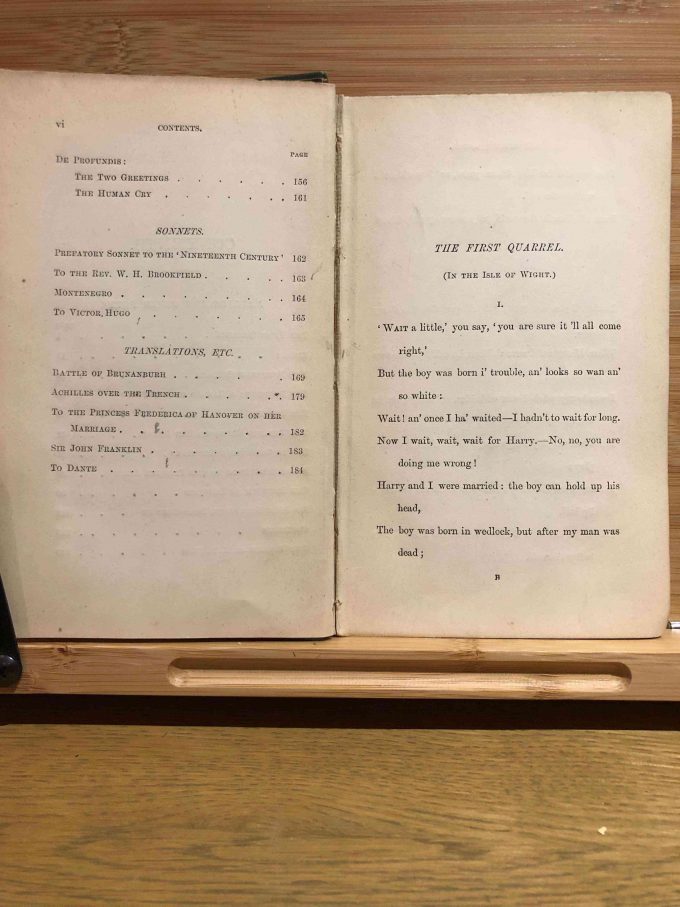 vi
CONTENTS.
PAGE
DE PROFUNDIS:
THE TWO GREETINGS . . . . . . 156
THE HUMAN CRY . . . . . . . 161
SONNETS.
PREFATORY SONNET TO THE 'NINETEENTH CENTURY' 162
TO THE REV. W. H. BROOKFIELD . . . . . 163
MONTENEGRO . . . . . . . . 164
TO VICTOR HUGO . . . . . . . 165
TRANSLATIONS, ETC.
BATTLE OF BRUNANBURH . . . . . . 169
ACHILLES OVER THE TRENCH . . . . . . 179
TO THE PRINCESS FREDERICA OF HANOVER ON HER
MARRIAGE . . . . . . . . 182
SIR JOHN FRANKLIN . . . . . . . 183
TO DANTE . . . . . . . . 184
THE FIRST QUARREL.
(IN THE ISLE OF WIGHT.)
I.
'WAIT a little,' you say, 'you are sure it 'll all come
right,'
But the boy was born i' trouble, an' looks so wan an'
so white :
Wait! an' once I ha' waited—I hadn't to wait for long.
Now I wait, wait, wait for Harry.—No, no, you are
doing me wrong!
Harry and I were married : the boy can hold up his
head,
The boy was born in wedlock, but after my man was
dead ;
B